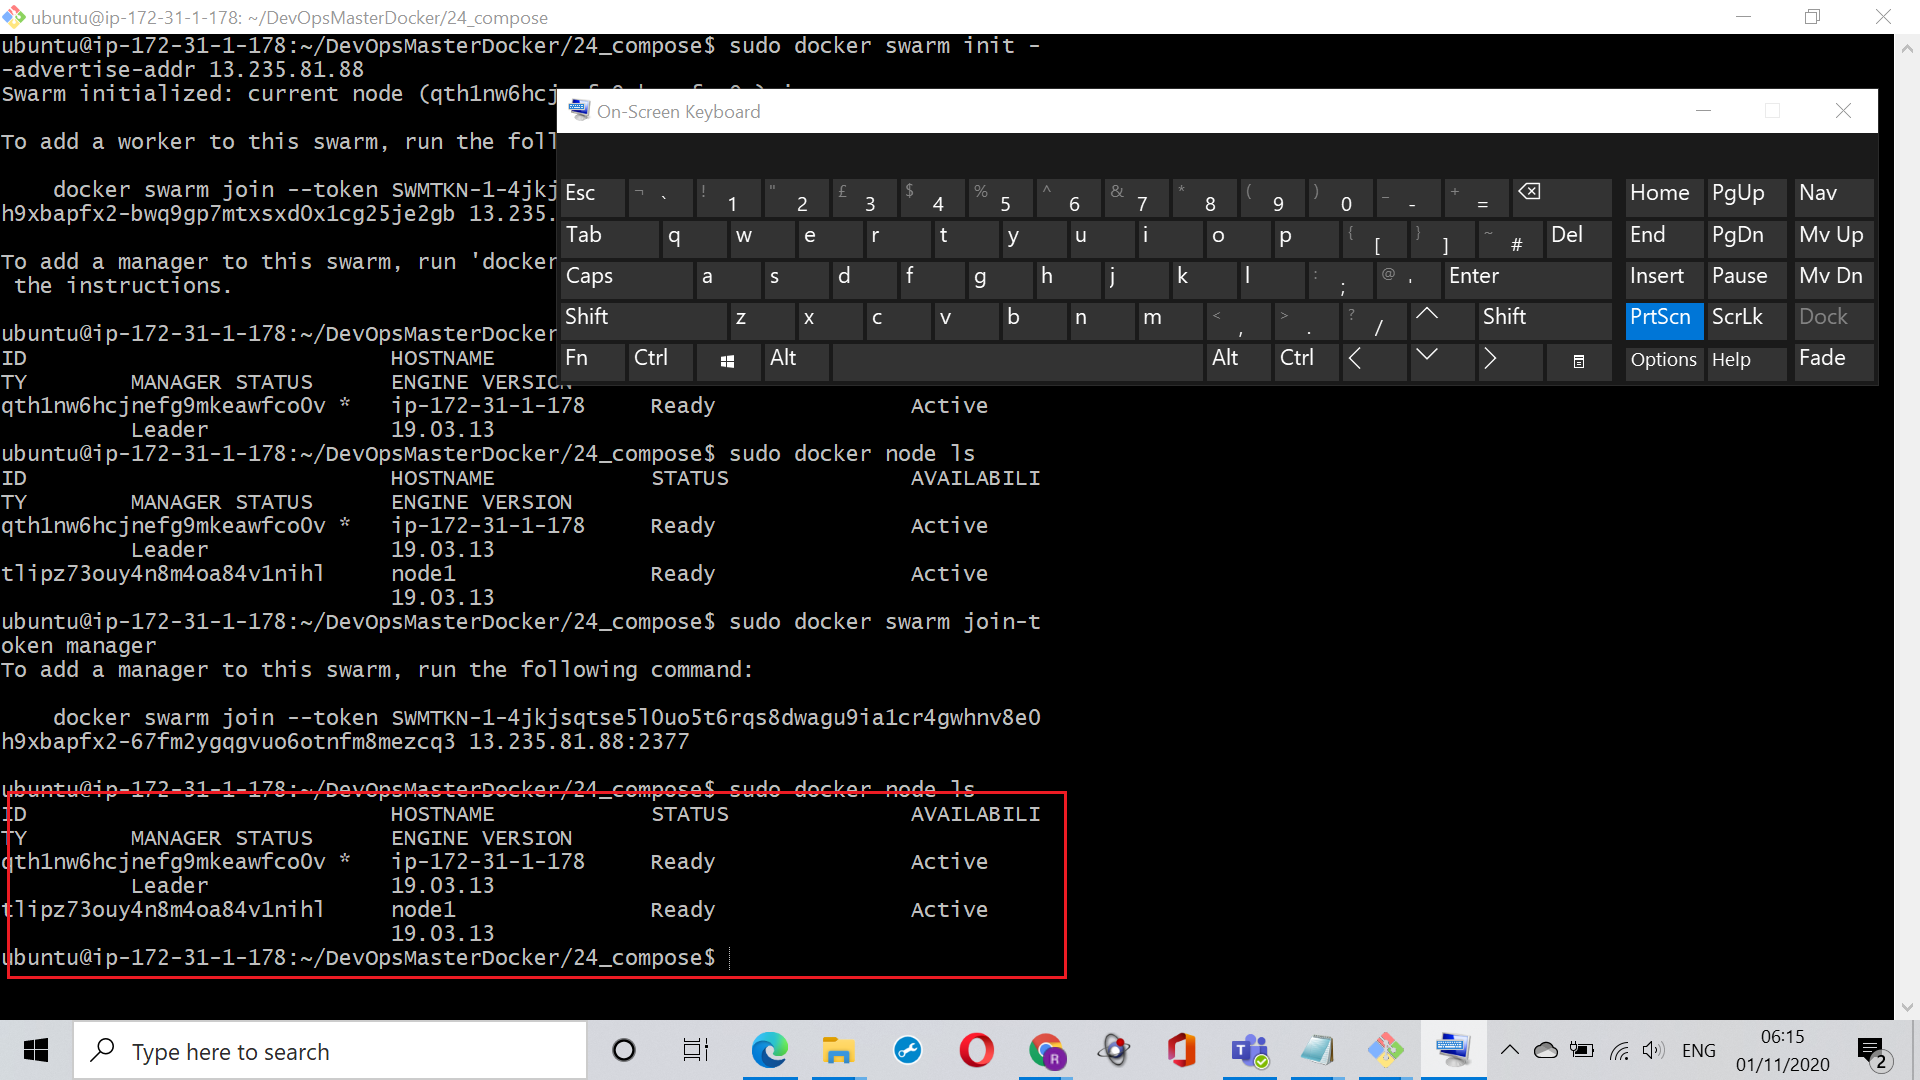 ubuntu@ip-172-31-1-178: ~/DevOpsMasterDocker/24_compose
ubuntu@ip-172-31-1-178:~/DevOpsMasterDocker/24_compose$ sudo docker swarm init -
-advertise-addr 13.235.81.88
Swarm initialized: current node (qth1nw6hcj
To add a worker to this swarm, run the foll
docker swarm join --token SWMTKN-1-4jkj
h9xbapfx2-bwq9gp7mtxsxd0x1cg25je2gb 13.235.
To add a manager to this swarm, run 'docker
the instructions.
ubuntu@ip-172-31-1-178:~/DevOpsMasterDocker
ID HOSTNAME
TY MANAGER STATUS ENGINE VERSION
qth1nw6hcjnefg9mkeawfco0v * ip-172-31-1-178 Ready Active
Leader 19.03.13
ubuntu@ip-172-31-1-178:~/DevOpsMasterDocker/24_compose$ sudo docker node ls
ID HOSTNAME STATUS AVAILABILI
TY MANAGER STATUS ENGINE VERSION
qth1nw6hcjnefg9mkeawfco0v * ip-172-31-1-178 Ready Active
Leader 19.03.13
tlipz73ouy4n8m4oa84v1nihl node1 Ready Active
19.03.13
ubuntu@ip-172-31-1-178:~/DevOpsMasterDocker/24_compose$ sudo docker swarm join-t
oken manager
To add a manager to this swarm, run the following command:
docker swarm join --token SWMTKN-1-4jkjsqtse5l0uo5t6rqs8dwagu9ia1cr4gwhnv8e0
h9xbapfx2-67fm2ygqgvuo6otnfm8mezcq3 13.235.81.88:2377
ubuntu@ip-172-31-1-178:~/DevOpsMasterDocker/24_compose$ sudo docker node ls
ID HOSTNAME STATUS AVAILABILI
TY MANAGER STATUS ENGINE VERSION
qth1nw6hcjnefg9mkeawfco0v * ip-172-31-1-178 Ready Active
Leader 19.03.13
tlipz73ouy4n8m4oa84v1nihl node1 Ready Active
19.03.13
ubuntu@ip-172-31-1-178:~/DevOpsMasterDocker/24_compose$
On-Screen Keyboard
Esc ¬ ` ! 1 " 2 £ 3 $ 4 % 5 ^ 6 & 7 * 8 ( 9 ) 0 _ - + = Home PgUp Nav
Tab q w e r t y u i o p { [ } ] ~ # Del End PgDn Mv Up
Caps a s d f g h j k l : ; @ ' Enter Insert Pause Mv Dn
Shift z x c v b n m < , > . ? / Shift PrtScn ScrLk Dock
Fn Ctrl Alt Alt Ctrl Options Help Fade
Type here to search
R
ENG
06:15
01/11/2020
2